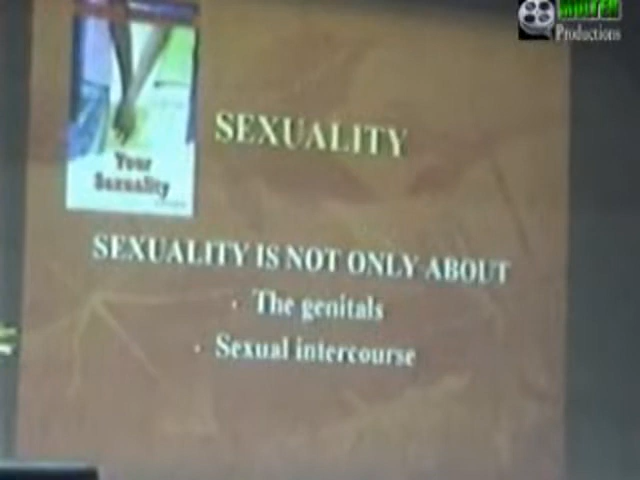 Productions
SEXUALITY
Your
Sexuality
SEXUALITY IS NOT ONLY ABOUT
· The genitals
· Sexual intercourse